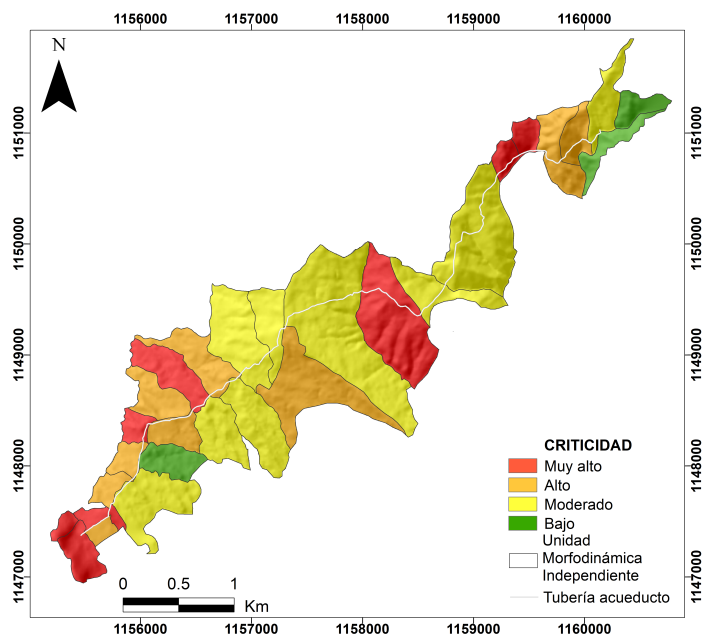 1156000 1157000 1158000 1159000 1160000
N
1151000 1151000
1150000 1150000
1149000 1149000
1148000 1148000
1147000 1147000
CRITICIDAD
Muy alto
Alto
Moderado
Bajo
Unidad
Morfodinámica
Independiente
Tubería acueducto
0 0.5 1
Km
1156000 1157000 1158000 1159000 1160000